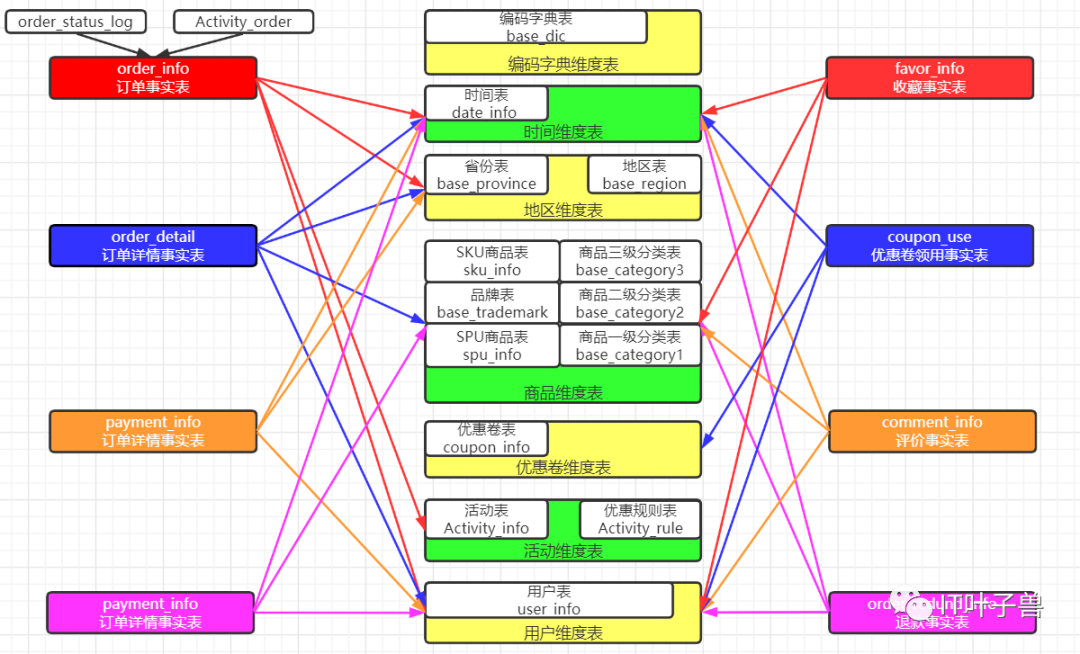 order_status_log
Activity_order
order_info
订单事实表
order_detail
订单详情事实表
payment_info
订单详情事实表
payment_info
订单详情事实表
编码字典表
base_dic
编码字典维度表
时间表
date_info
时间维度表
省份表
base_province
地区表
base_region
地区维度表
SKU商品表
sku_info
商品三级分类表
base_category3
品牌表
base_trademark
商品二级分类表
base_category2
SPU商品表
spu_info
商品一级分类表
base_category1
商品维度表
优惠卷表
coupon_info
优惠卷维度表
活动表
Activity_info
优惠规则表
Activity_rule
活动维度表
用户表
user_info
用户维度表
favor_info
收藏事实表
coupon_use
优惠卷领用事实表
comment_info
评价事实表
退款事实表
IT叶子兽